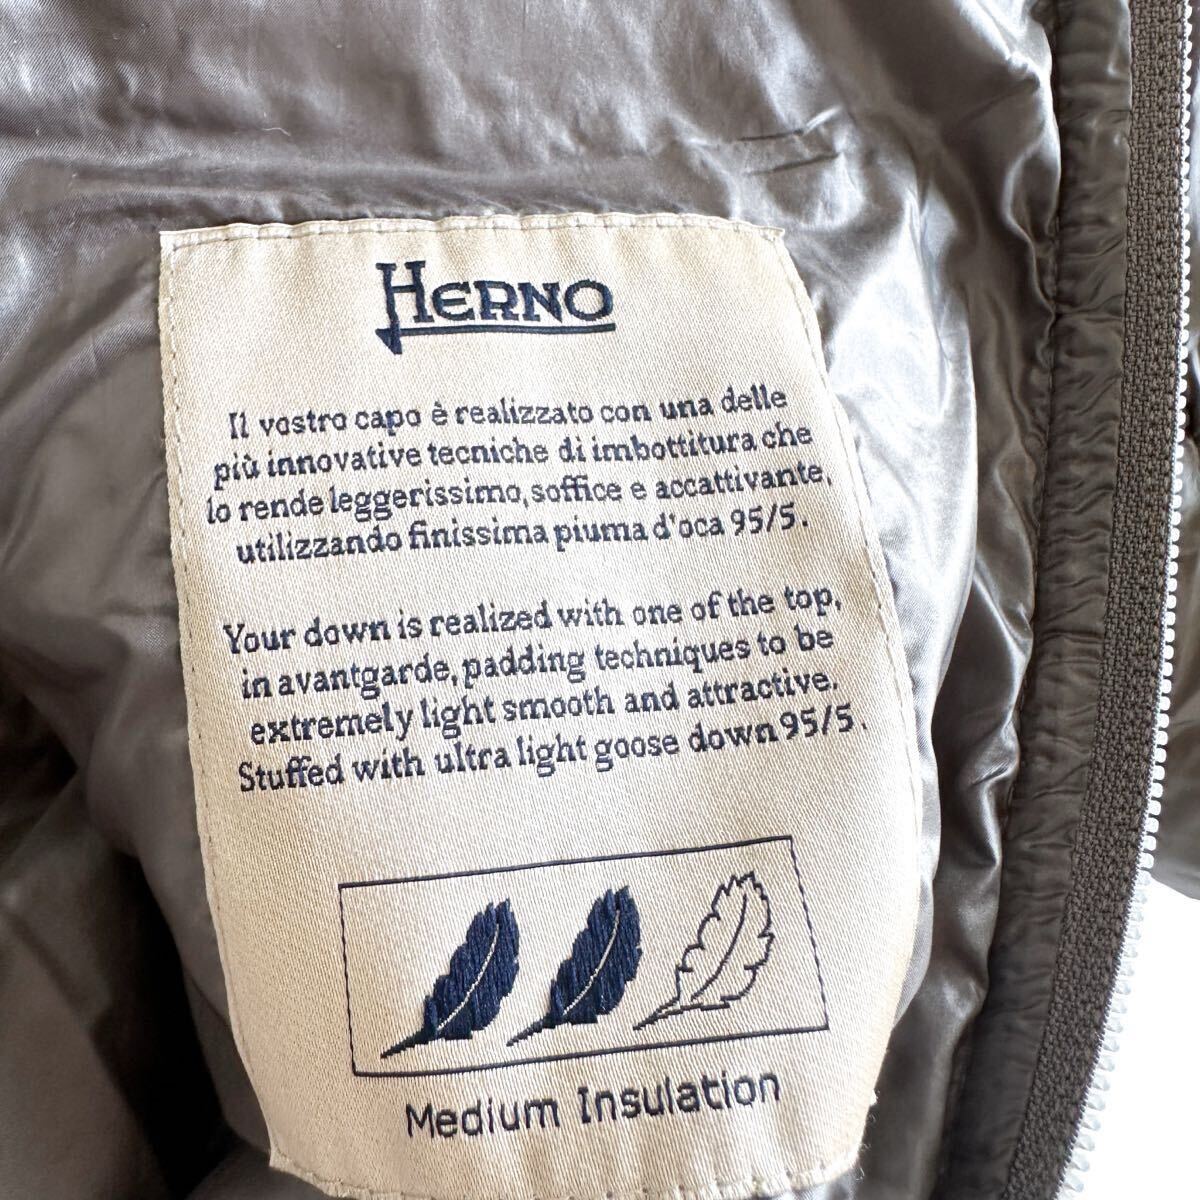 HERNO
Il vostro capo è realizzato con una delle
più innovative tecniche di imbottitura che
lo rende leggerissimo, soffice e accattivante,
utilizzando finissima piuma d'oca 95/5.
Your down is realized with one of the top,
in avantgarde, padding techniques to be
extremely light smooth and attractive.
Stuffed with ultra light goose down 95/5.
Medium Insulation